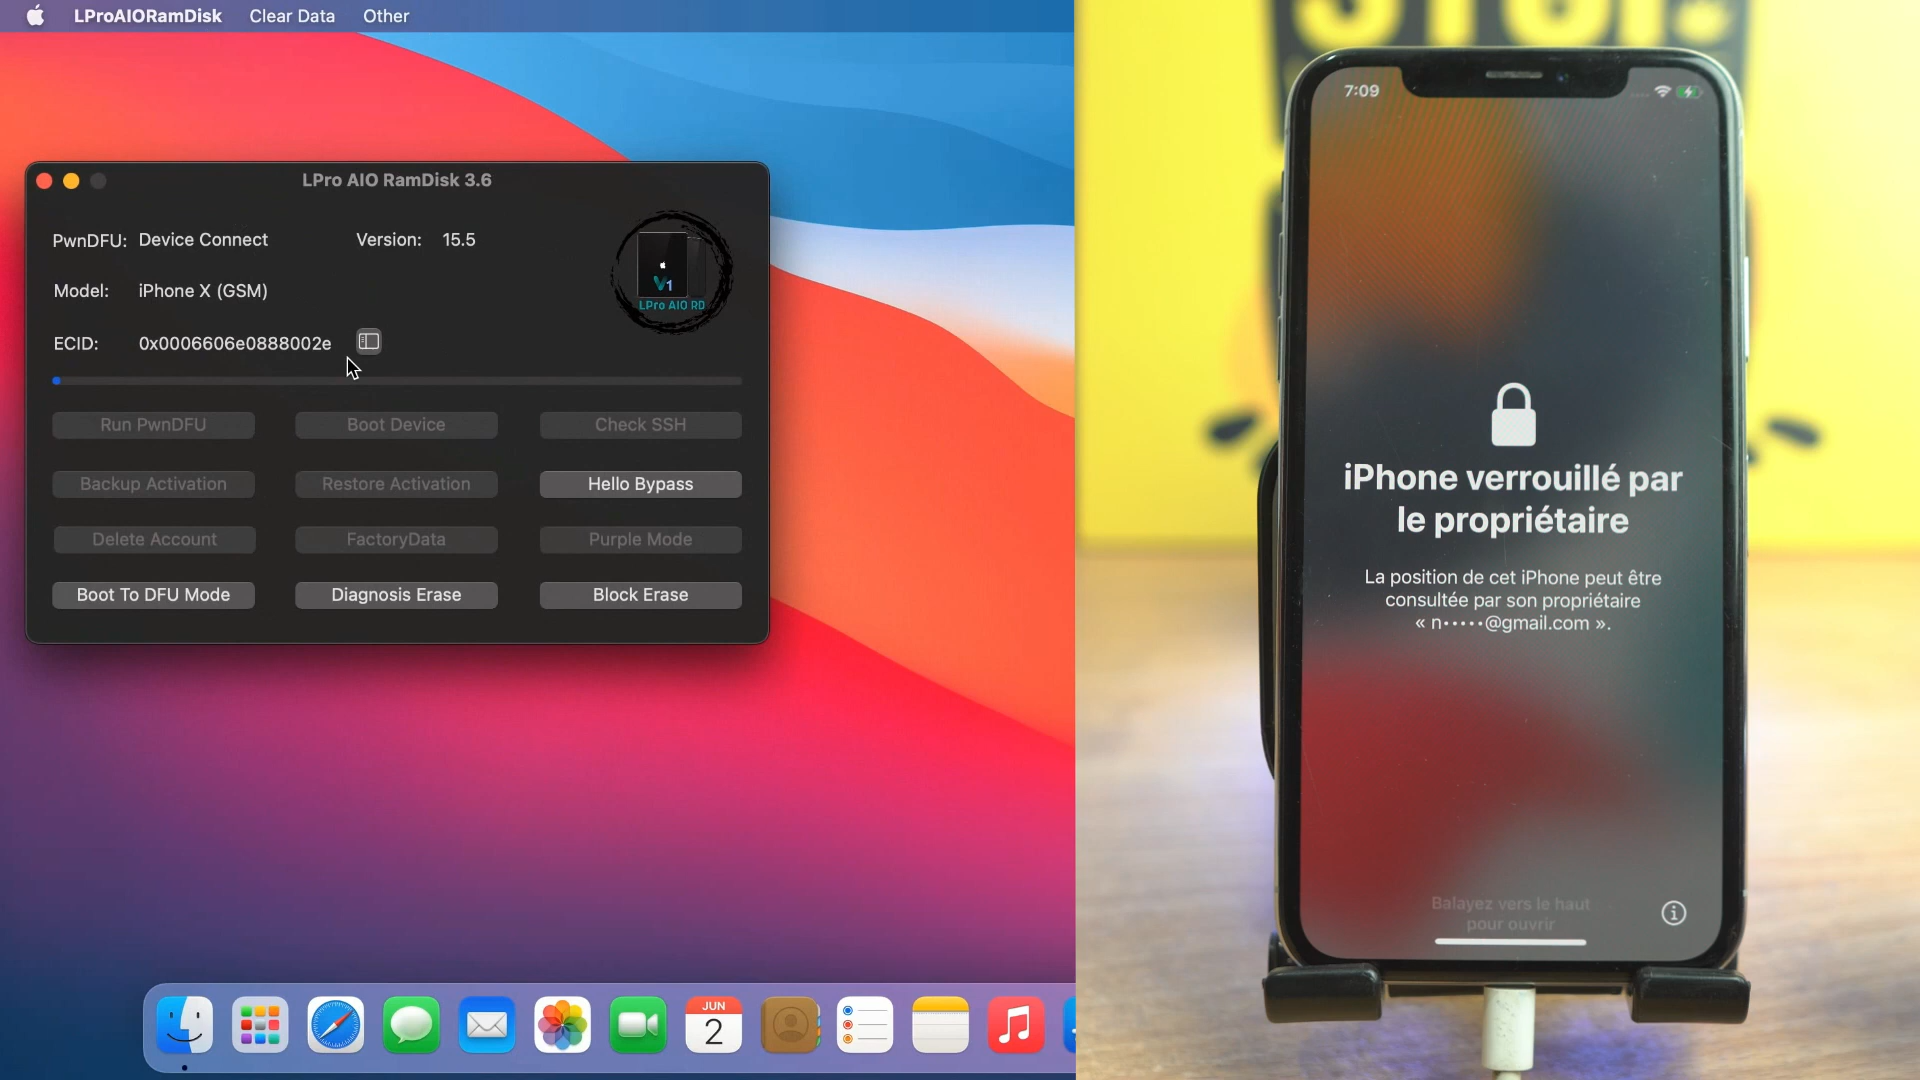 LProAIORamDisk Clear Data Other
LPro AIO RamDisk 3.6
PwnDFU: Device Connect Version: 15.5
Model: iPhone X (GSM)
ECID: 0x0006606e0888002e
V1
LPro AIO RD
Run PwnDFU Boot Device Check SSH
Backup Activation Restore Activation Hello Bypass
Delete Account FactoryData Purple Mode
Boot To DFU Mode Diagnosis Erase Block Erase
JUN
2
7:09
iPhone verrouillé par
le propriétaire
La position de cet iPhone peut être
consultée par son propriétaire
« n•••••@gmail.com ».
Balayez vers le haut
pour ouvrir